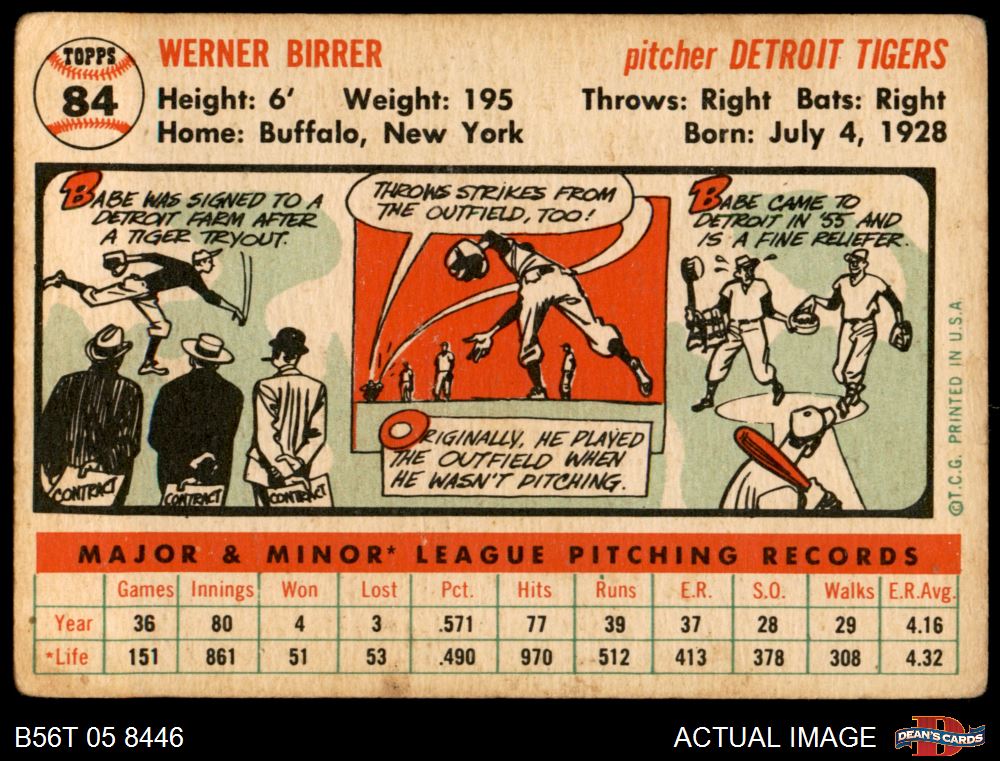 TOPPS
84
WERNER BIRRER
pitcher DETROIT TIGERS
Height: 6' Weight: 195 Throws: Right Bats: Right
Home: Buffalo, New York Born: July 4, 1928
BABE WAS SIGNED TO A
DETROIT FARM AFTER
A TIGER TRYOUT.
CONTRACT
CONTRACT
CONTRACT
THROWS STRIKES FROM
THE OUTFIELD, TOO!
ORIGINALLY, HE PLAYED
THE OUTFIELD WHEN
HE WASN'T PITCHING.
BABE CAME TO
DETROIT IN '55 AND
IS A FINE RELIEFER.
©T.C.G. PRINTED IN U.S.A.
MAJOR & MINOR* LEAGUE PITCHING RECORDS
Games Innings Won Lost Pct. Hits Runs E.R. S.O. Walks E.R.Avg.
Year 36 80 4 3 .571 77 39 37 28 29 4.16
*Life 151 861 51 53 .490 970 512 413 378 308 4.32
B56T 05 8446
ACTUAL IMAGE
DEAN'S CARDS